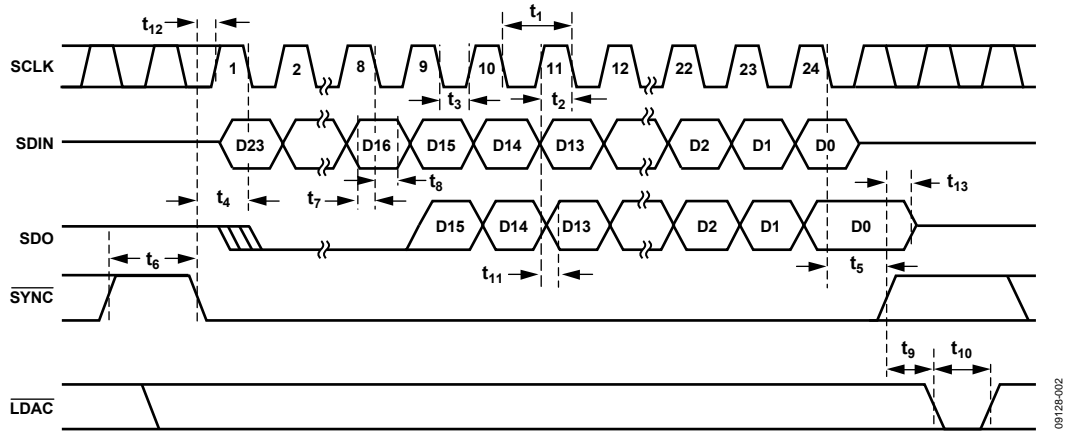 t12 t1
SCLK 1 2 8 9 10 11 12 22 23 24
t3 t2
SDIN D23 D16 D15 D14 D13 D2 D1 D0
t4 t7 t8 t13
SDO D15 D14 D13 D2 D1 D0
t6 t11 t5
SYNC
t9 t10
LDAC
09128-002